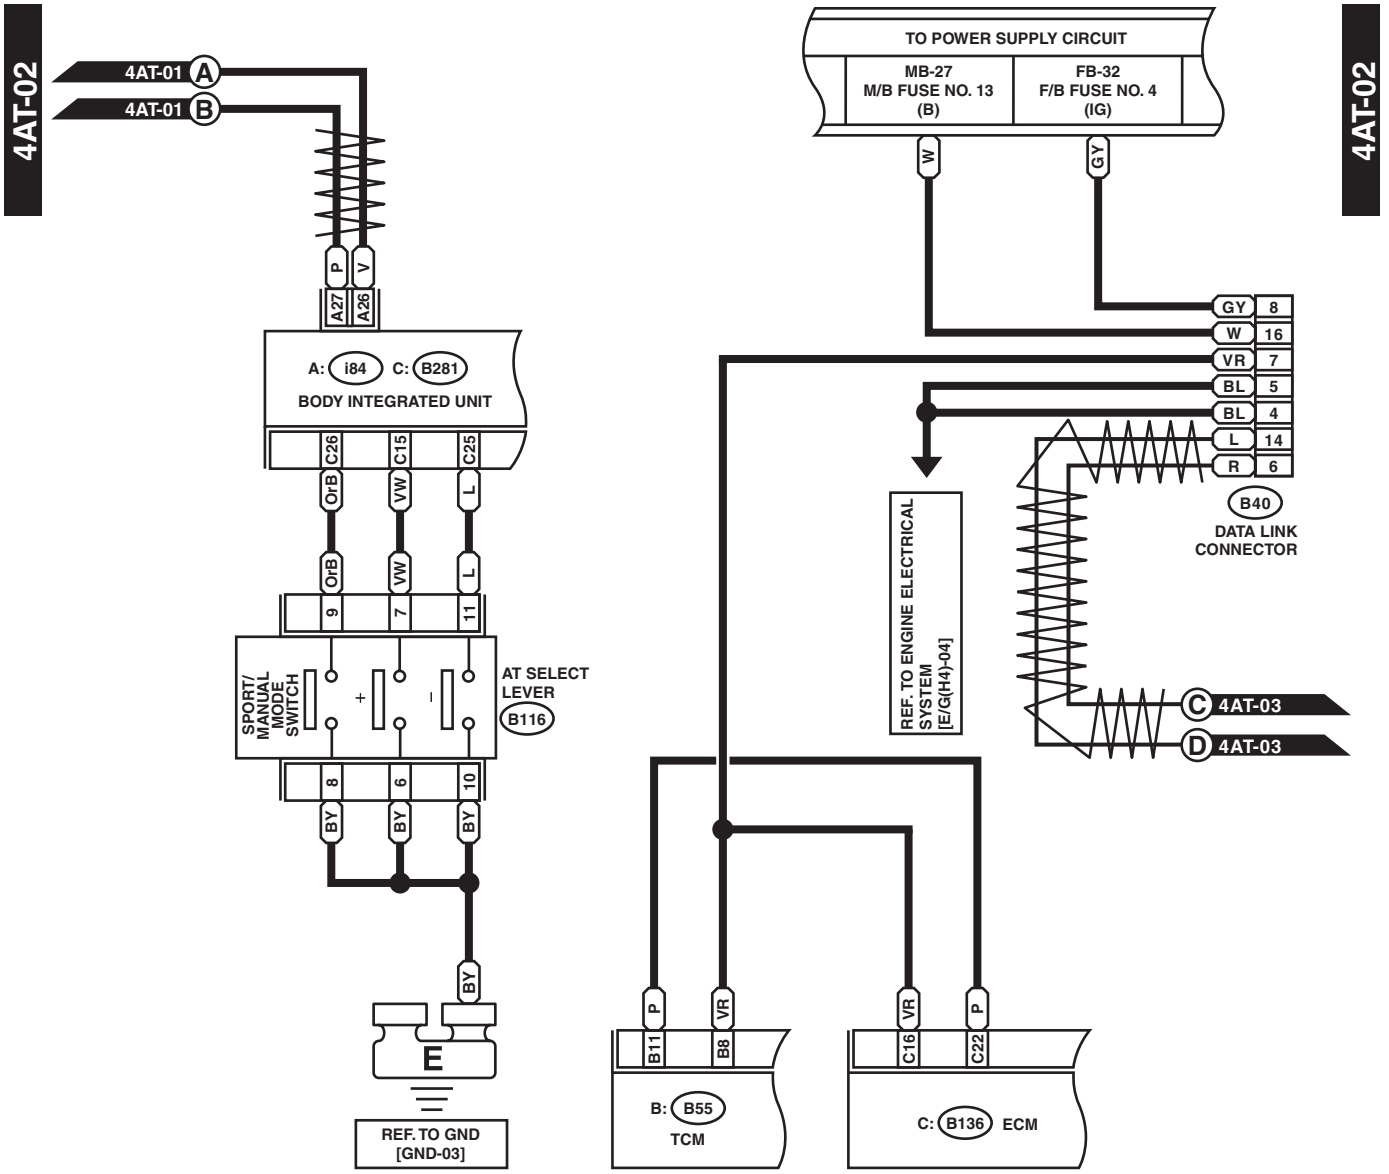 4AT-02
4AT-01 A
4AT-01 B
P
V
A27
A26
A: i84 C: B281
BODY INTEGRATED UNIT
C26
C15
C25
OrB
VW
L
OrB
VW
L
9
7
11
SPORT/
MANUAL
MODE
SWITCH
+
–
AT SELECT
LEVER
B116
8
6
10
BY
BY
BY
BY
E
REF. TO GND
[GND-03]
TO POWER SUPPLY CIRCUIT
MB-27
M/B FUSE NO. 13
(B)
FB-32
F/B FUSE NO. 4
(IG)
W
GY
4AT-02
GY 8
W 16
VR 7
BL 5
BL 4
L 14
R 6
B40
DATA LINK
CONNECTOR
REF. TO ENGINE ELECTRICAL
SYSTEM
[E/G(H4)-04]
C 4AT-03
D 4AT-03
P
VR
VR
P
B11
B8
C16
C22
B: B55
TCM
C: B136 ECM